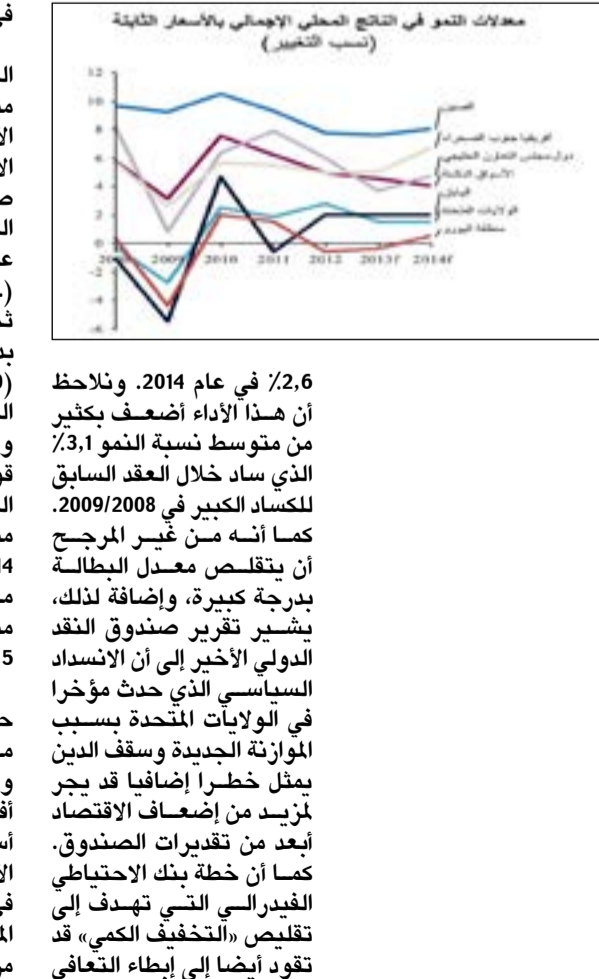 معدلات النمو في الناتج المحلي الإجمالي بالأسعار الثابتة
(نسب التغيير)
12
10
8
6
4
2
0
-2
-4
-6
2009
2010
2011
2012
2013f
2014f
الصين
افريقيا جنوب الصحراء
دول مجلس التعاون الخليجي
الأسواق الناشئة
اليابان
الولايات المتحدة
منطقة اليورو
2,6٪ في عام 2014. ونلاحظ
أن هذا الأداء أضعف بكثير
من متوسط نسبة النمو 3,1٪
الذي ساد خلال العقد السابق
للكساد الكبير في 2009/2008.
كما أنه من غير المرجح
أن يتقلص معدل البطالة
بدرجة كبيرة، وإضافة لذلك،
يشير تقرير صندوق النقد
الدولي الأخير إلى أن الانسداد
السياسي الذي حدث مؤخرا
في الولايات المتحدة بسبب
الموازنة الجديدة وسقف الدين
يمثل خطرا إضافيا قد يجر
لمزيد من إضعاف الاقتصاد
أبعد من تقديرات الصندوق.
كما أن خطة بنك الاحتياطي
الفيدرالي التي تهدف إلى
تقليص «التخفيف الكمي» قد
تقود أيضا إلى إبطاء التعافي